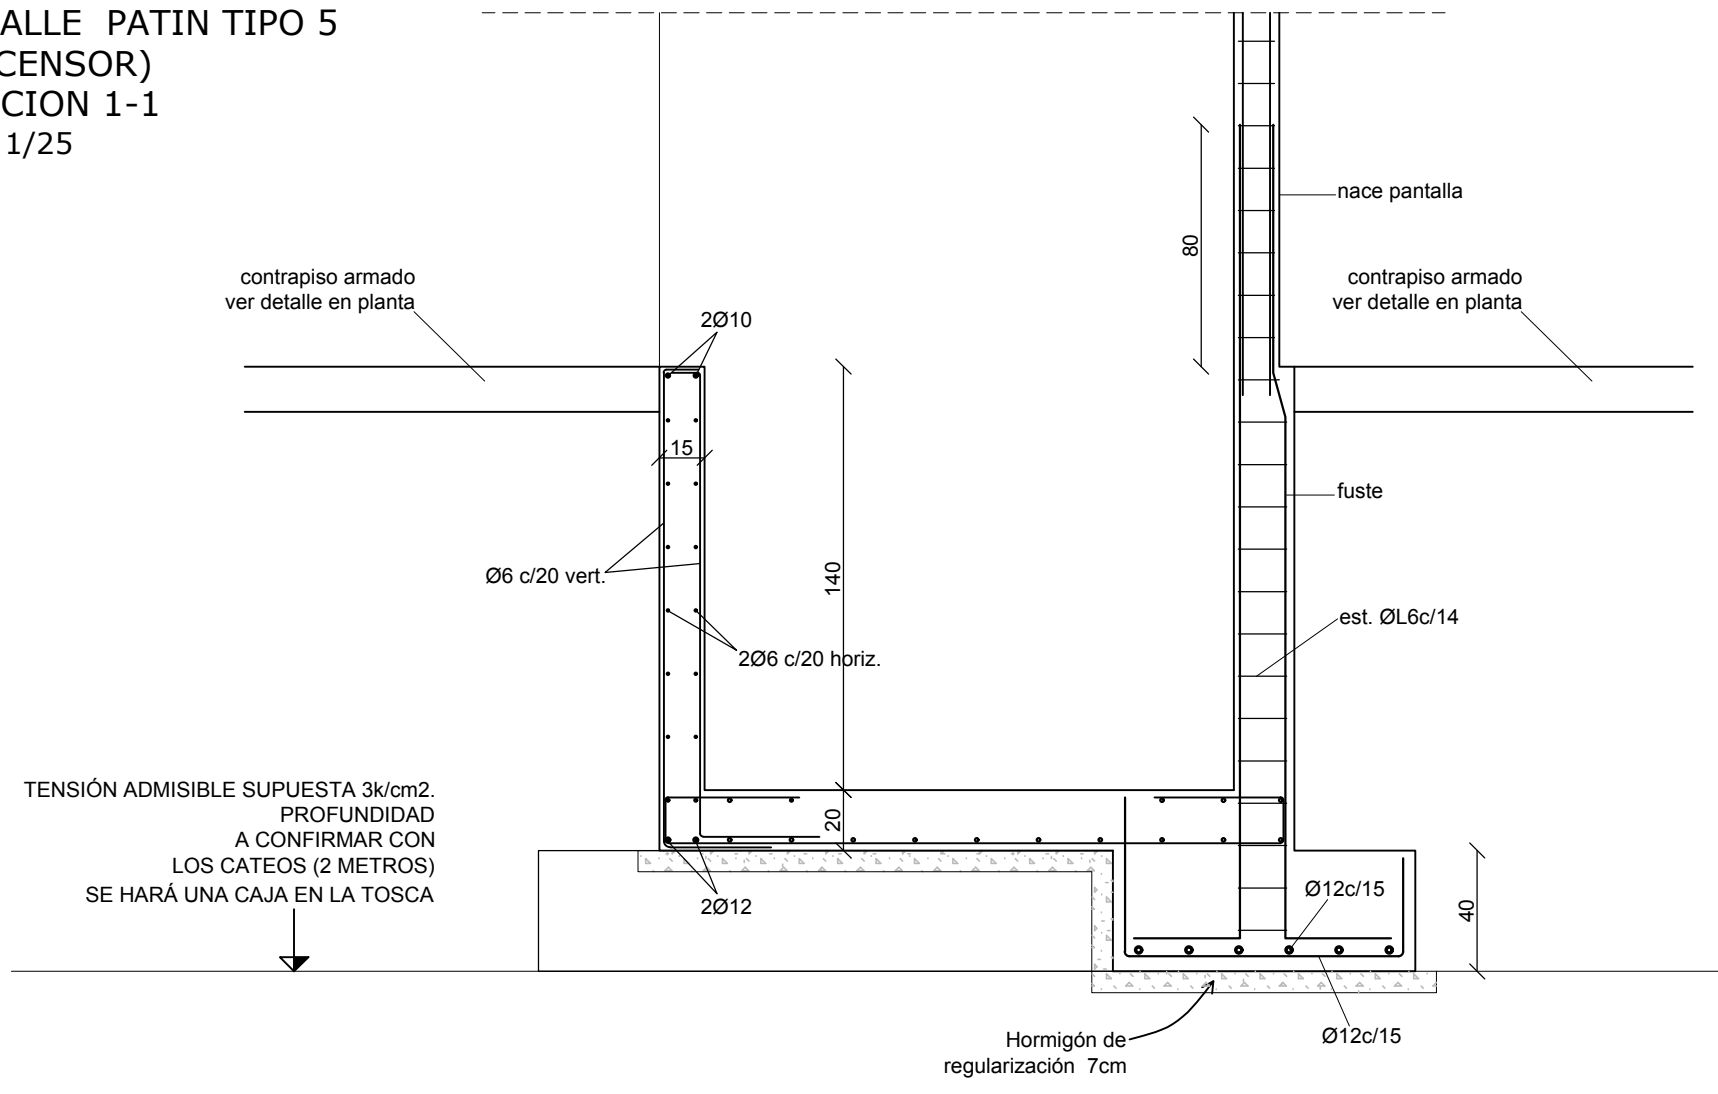 ALLE PATIN TIPO 5
CENSOR)
CION 1-1
1/25
nace pantalla
80
contrapiso armado
ver detalle en planta
contrapiso armado
ver detalle en planta
2Ø10
15
fuste
Ø6 c/20 vert.
140
est. ØL6c/14
2Ø6 c/20 horiz.
TENSIÓN ADMISIBLE SUPUESTA 3k/cm2.
PROFUNDIDAD
A CONFIRMAR CON
LOS CATEOS (2 METROS)
SE HARÁ UNA CAJA EN LA TOSCA
20
2Ø12
Ø12c/15
40
Hormigón de
regularización 7cm
Ø12c/15